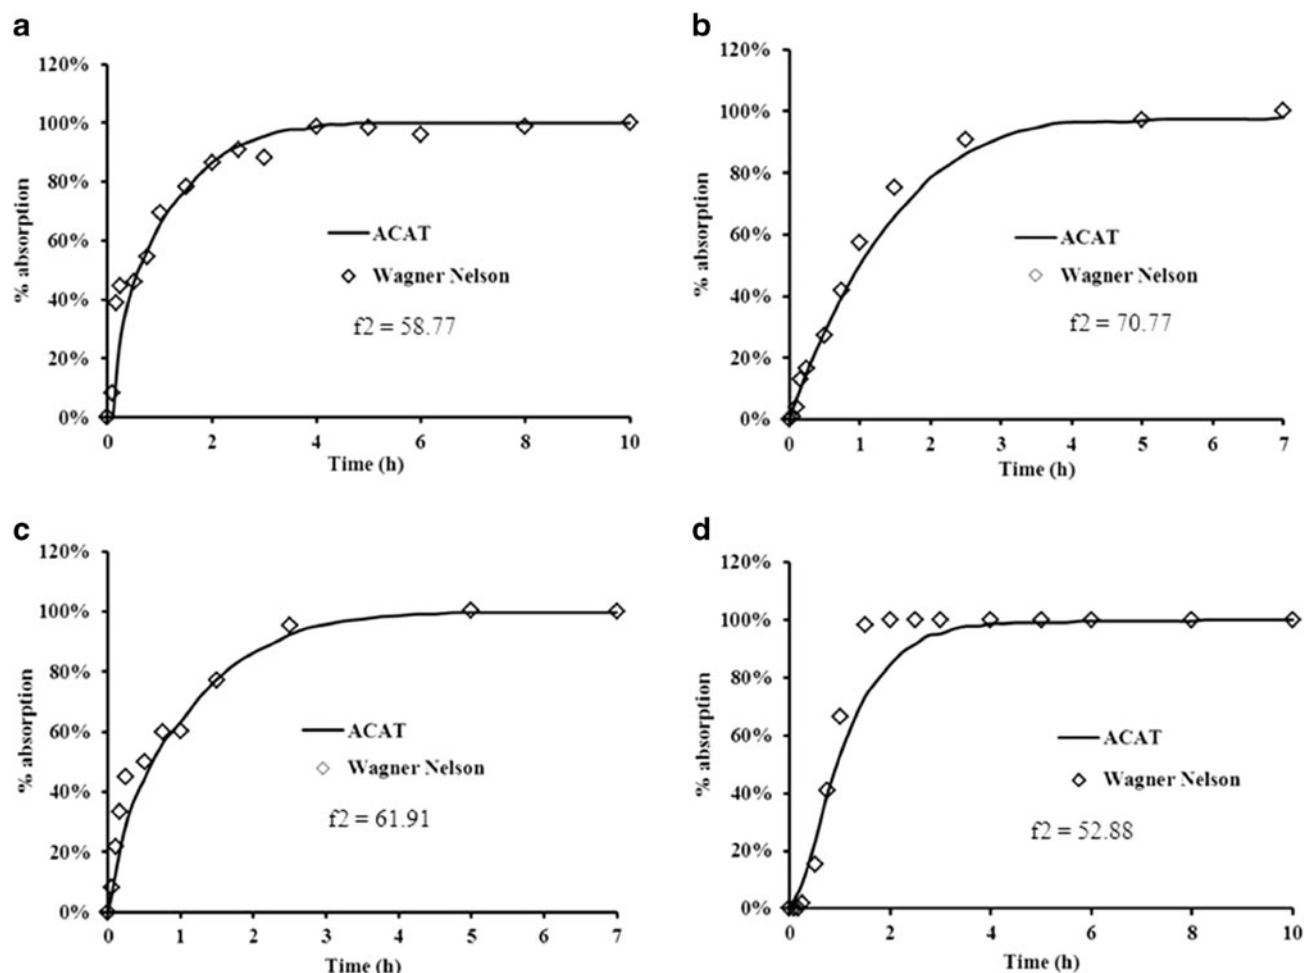 a
120%
100%
80%
60%
40%
20%
0%
% absorption
ACAT
Wagner Nelson
f2 = 58.77
0 2 4 6 8 10
Time (h)
b
120%
100%
80%
60%
40%
20%
0%
% absorption
ACAT
Wagner Nelson
f2 = 70.77
0 1 2 3 4 5 6 7
Time (h)
c
120%
100%
80%
60%
40%
20%
0%
% absorption
ACAT
Wagner Nelson
f2 = 61.91
0 1 2 3 4 5 6 7
Time (h)
d
120%
100%
80%
60%
40%
20%
0%
% absorption
ACAT
Wagner Nelson
f2 = 52.88
0 2 4 6 8 10
Time (h)